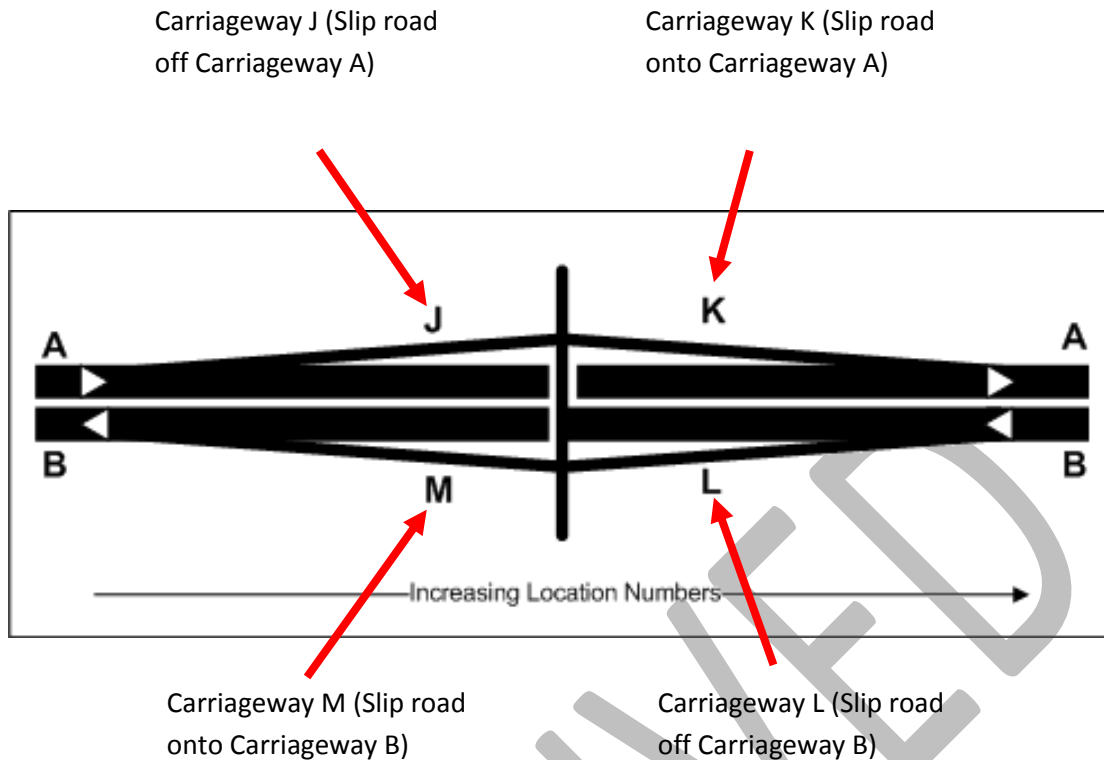 Carriageway J (Slip road
off Carriageway A)
Carriageway K (Slip road
onto Carriageway A)
J
K
A
A
B
B
M
L
Increasing Location Numbers
Carriageway M (Slip road
onto Carriageway B)
Carriageway L (Slip road
off Carriageway B)